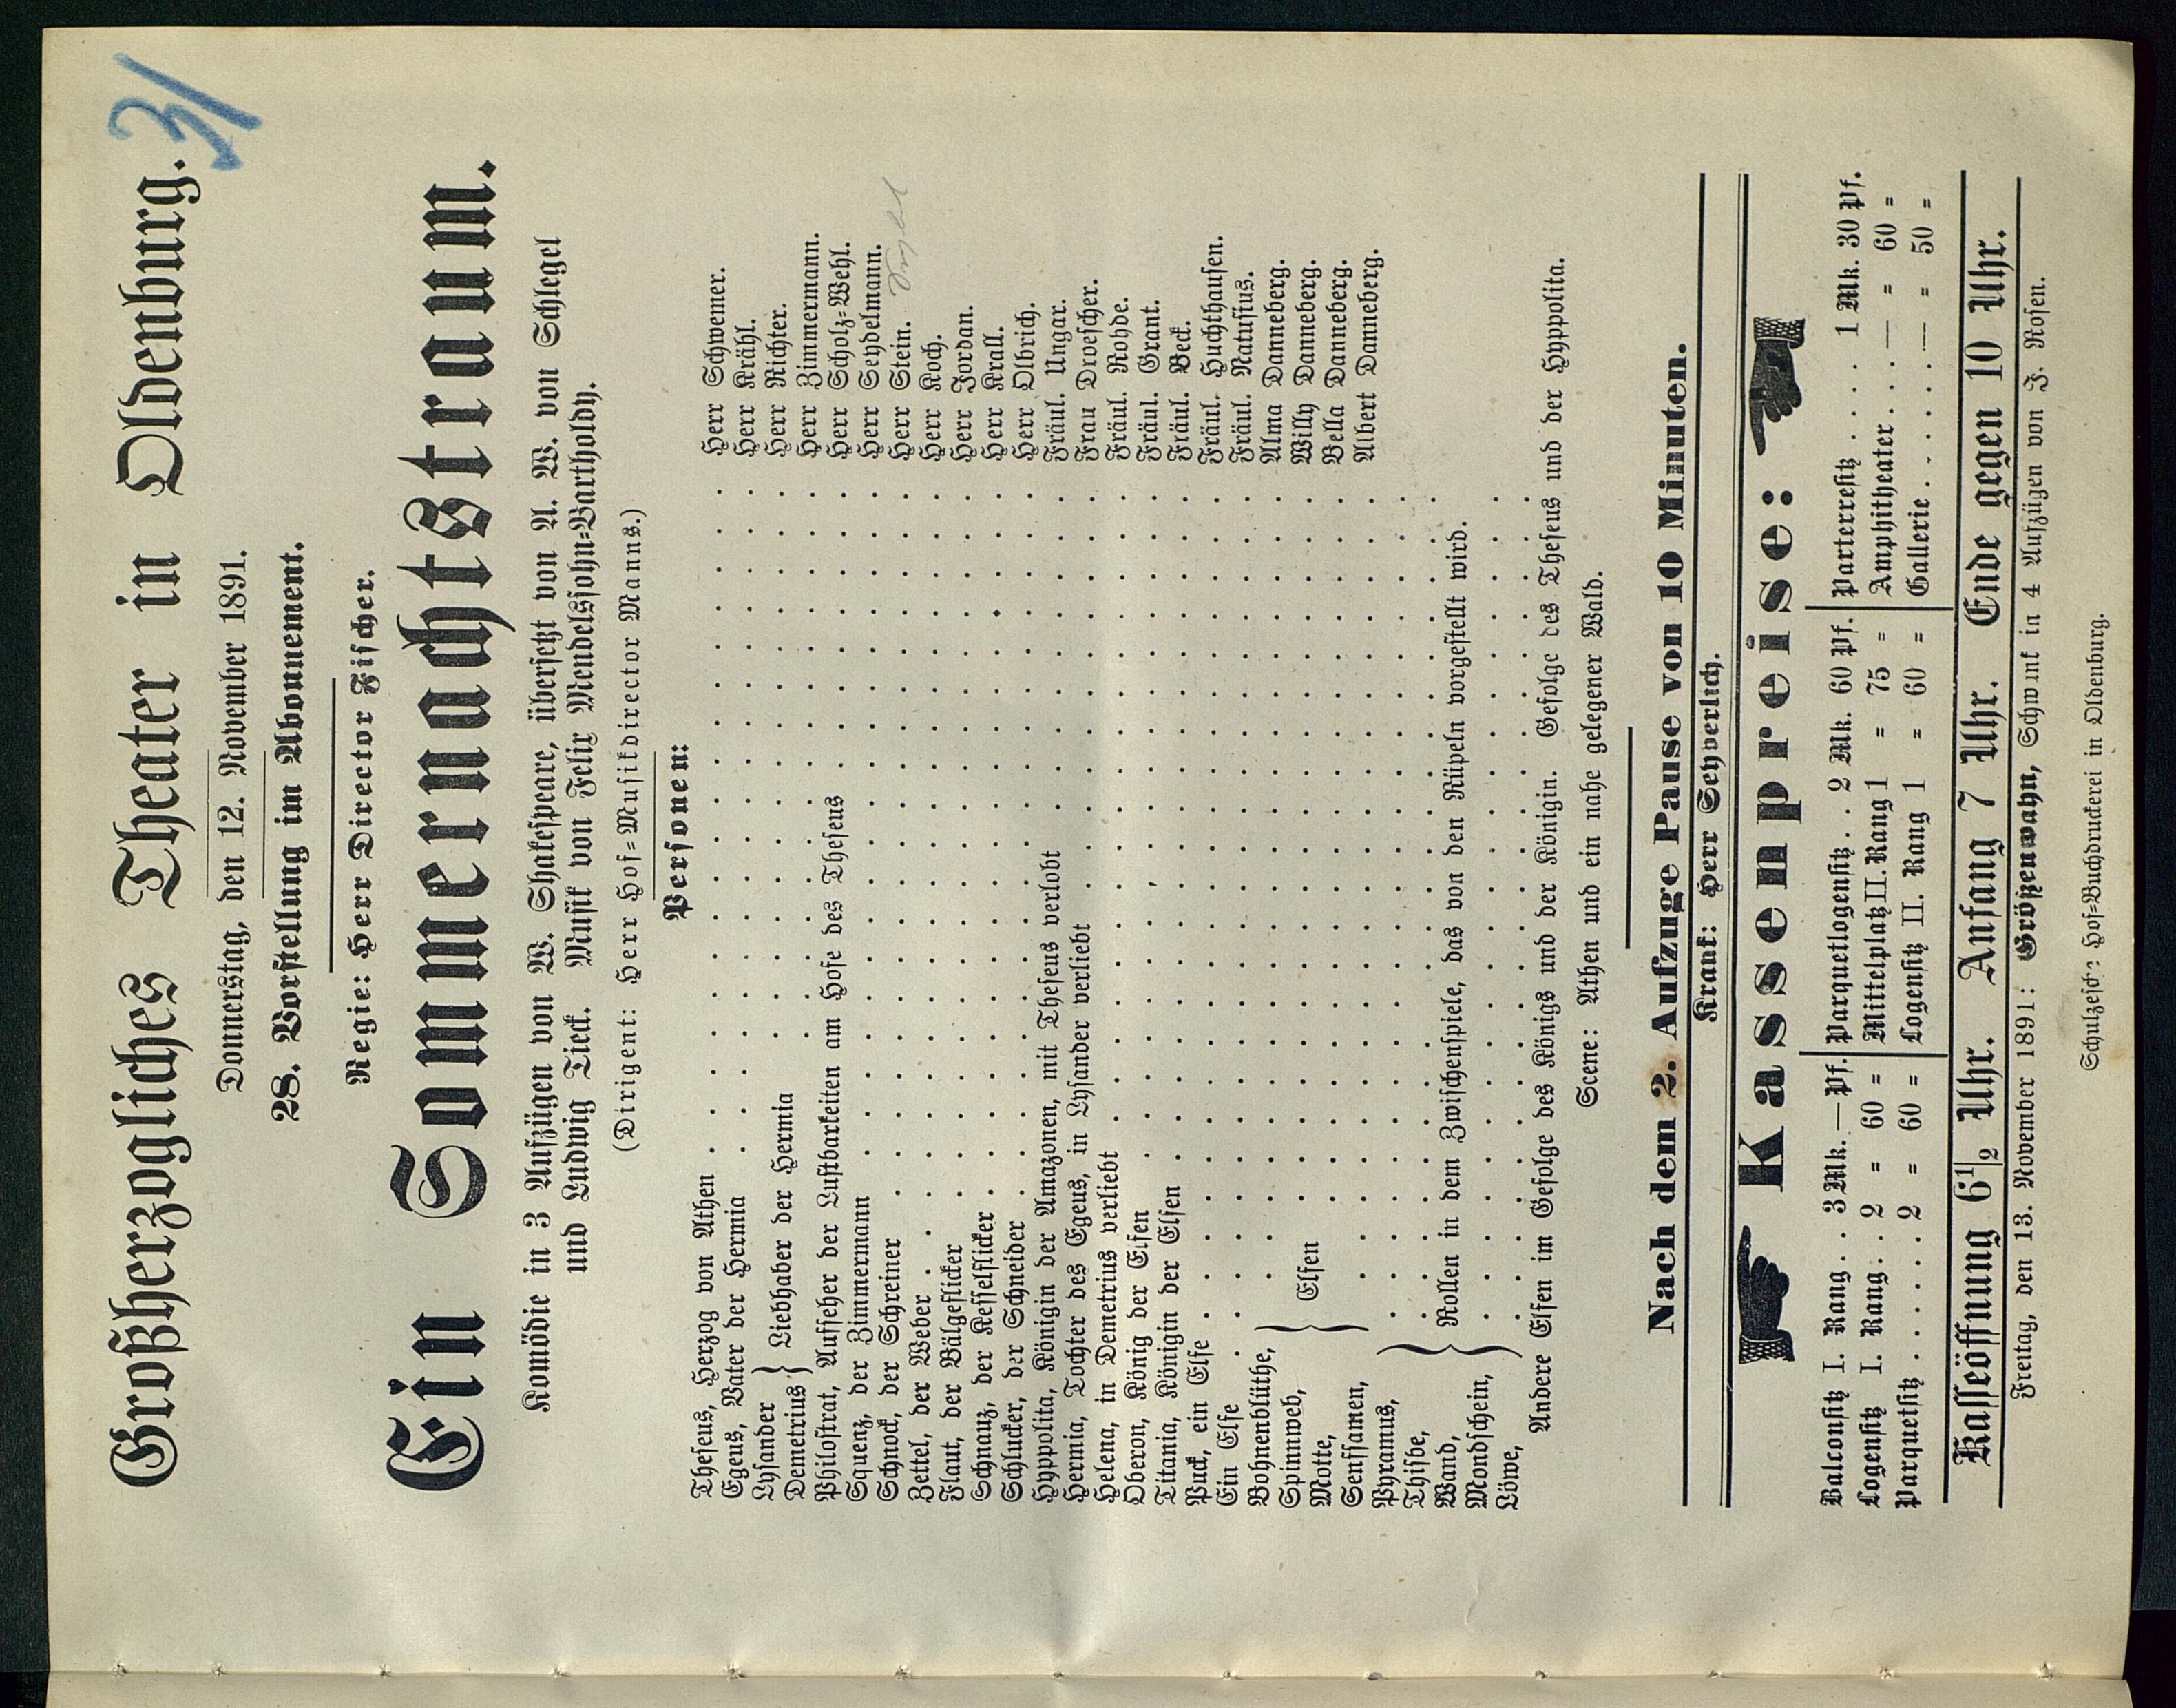 31
Großherzogliches Theater in Oldenburg.
Donnerstag, den 12. November 1891.
28. Vorstellung im Abonnement.
Regie: Herr Director Fischer.
Ein Sommernachtstraum.
Komödie in 3 Aufzügen von W. Shakespeare, übersetzt von A. W. von Schlegel
und Ludwig Tieck. Musik von Felix Mendelssohn=Bartholdy.
(Dirigent: Herr Hof=Musikdirector Manns.)
Personen:
Theseus, Herzog von Athen . . . Herr Schwemer.
Egeus, Vater der Hermia . . . Herr Krähl.
Lysander } Liebhaber der Hermia . . . Herr Richter.
Demetrius } . . . Herr Zimmermann.
Philostrat, Aufseher der Lustbarkeiten am Hofe des Theseus . . . Herr Scholz=Wehl.
Squenz, der Zimmermann . . . Herr Seydelmann.
Schnock, der Schreiner . . . Herr Stein.
Zettel, der Weber . . . Herr Koch.
Flaut, der Bälgeflicker . . . Herr Jordan.
Schnauz, der Kesselflicker . . . Herr Krall.
Schlucker, der Schneider . . . Herr Olbrich.
Hyppolita, Königin der Amazonen, mit Theseus verlobt . . . Fräul. Ungar.
Hermia, Tochter des Egeus, in Lysander verliebt . . . Frau Droescher.
Helena, in Demetrius verliebt . . . Fräul. Rohde.
Oberon, König der Elfen . . . Fräul. Grant.
Titania, Königin der Elfen . . . Fräul. Beck.
Puck, ein Elfe . . . Fräul. Huchthausen.
Ein Elfe . . . Fräul. Natusius.
Bohnenblüthe, } . . . Alma Danneberg.
Spinnweb, } Elfen . . . Willy Danneberg.
Motte, } . . . Bella Danneberg.
Senfsamen, } . . . Albert Danneberg.
Pyramus, }
Thisbe, }
Wand, } Rollen in dem Zwischenspiele, das von den Rüpeln vorgestellt wird.
Mondschein, }
Löwe, }
Andere Elfen im Gefolge des Königs und der Königin. Gefolge des Theseus und der Hyppolita.
Scene: Athen und ein nahe gelegener Wald.
Nach dem 2. Aufzuge Pause von 10 Minuten.
Krank: Herr Seyverlich.
Kassenpreise:
Balconsitz I. Rang . . 3 Mk. — Pf. Parquetlogensitz . . 2 Mk. 60 Pf. Parterresitz . . . . 1 Mk. 30 Pf.
Logensitz I. Rang . . 2 = 60 = Mittelplatz II. Rang 1 = 75 = Amphitheater . . . — = 60 =
Parquetsitz . . . . . . 2 = 60 = Logensitz II. Rang 1 = 60 = Gallerie . . . . . . — = 50 =
Kasseöffnung 6½ Uhr. Anfang 7 Uhr. Ende gegen 10 Uhr.
Freitag, den 13. November 1891: Größenwahn, Schwank in 4 Aufzügen von J. Rosen.
Schulzesche Hof=Buchdruckerei in Oldenburg.